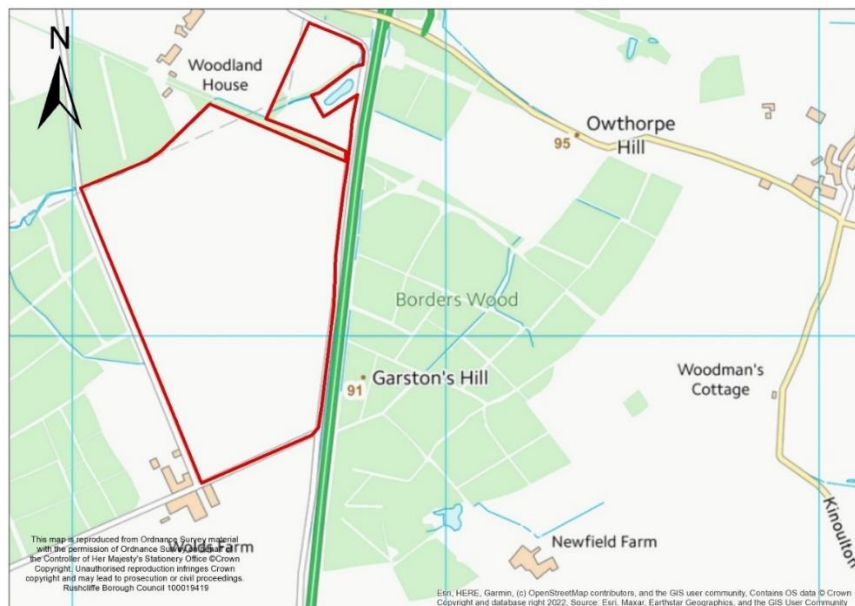 N
Woodland
House
Owthorpe
Hill
95
Borders Wood
Garston's Hill
91
Woodman's
Cottage
Kinoulton
Wolds Farm
Newfield Farm
This map is reproduced from Ordnance Survey material
with the permission of Ordnance Survey on behalf of
the Controller of Her Majesty's Stationery Office ©Crown
Copyright. Unauthorised reproduction infringes Crown
copyright and may lead to prosecution or civil proceedings.
Rushcliffe Borough Council 100019419
Esri, HERE, Garmin, (c) OpenStreetMap contributors, and the GIS user community, Contains OS data © Crown
Copyright and database right 2022, Source: Esri, Maxar, Earthstar Geographics, and the GIS User Community